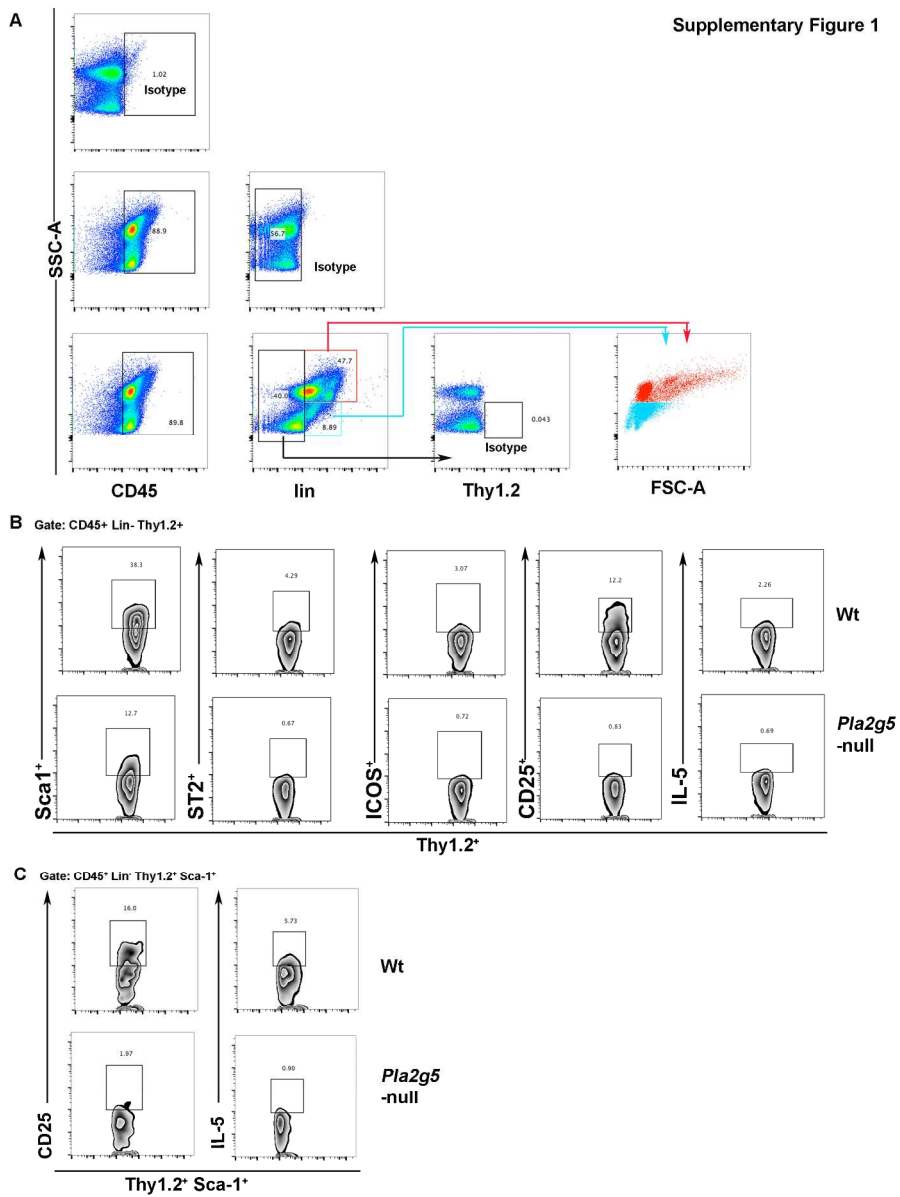 Supplementary Figure 1
A
SSC-A
1.02
Isotype
88.9
56.7
Isotype
89.8
40.0
47.7
8.89
0.043
Isotype
CD45
lin
Thy1.2
FSC-A
B Gate: CD45+ Lin- Thy1.2+
Sca1⁺
ST2⁺
ICOS⁺
CD25⁺
IL-5
38.3
4.29
3.07
12.2
2.26
Wt
12.7
0.67
0.72
0.83
0.69
Pla2g5
-null
Thy1.2⁺
C Gate: CD45⁺ Lin⁻ Thy1.2⁺ Sca-1⁺
CD25
IL-5
16.0
5.73
Wt
1.97
0.90
Pla2g5
-null
Thy1.2⁺ Sca-1⁺